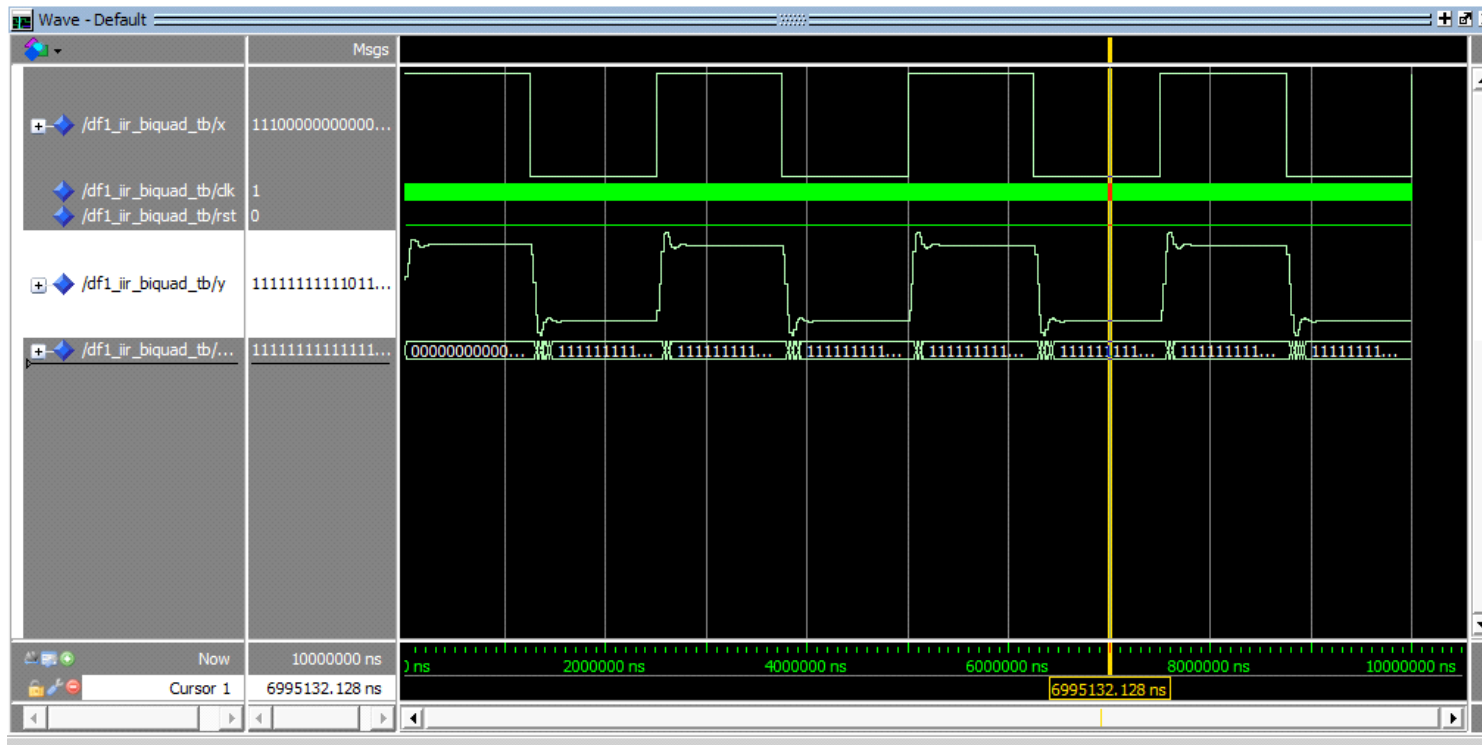 Wave - Default
Msgs
/df1_iir_biquad_tb/x 11100000000000...
/df1_iir_biquad_tb/clk 1
/df1_iir_biquad_tb/rst 0
/df1_iir_biquad_tb/y 11111111111011...
/df1_iir_biquad_tb/... 11111111111111... 00000000000... 111111111... 111111111... 111111111... 111111111... 111111111... 111111111... 11111111...
Now 10000000 ns
)ns 2000000 ns 4000000 ns 6000000 ns 8000000 ns 10000000 ns
Cursor 1 6995132.128 ns 6995132.128 ns